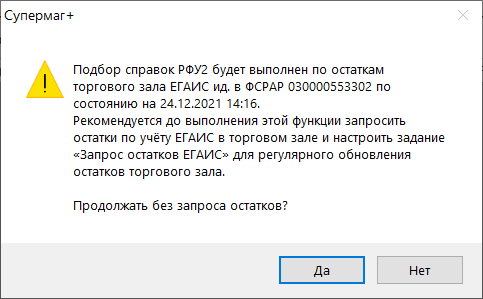 Супермаг+
Подбор справок РФУ2 будет выполнен по остаткам
торгового зала ЕГАИС ид. в ФСРАР 030000553302 по
состоянию на 24.12.2021 14:16.
Рекомендуется до выполнения этой функции запросить
остатки по учёту ЕГАИС в торговом зале и настроить задание
«Запрос остатков ЕГАИС» для регулярного обновления
остатков торгового зала.
Продолжать без запроса остатков?
Да
Нет